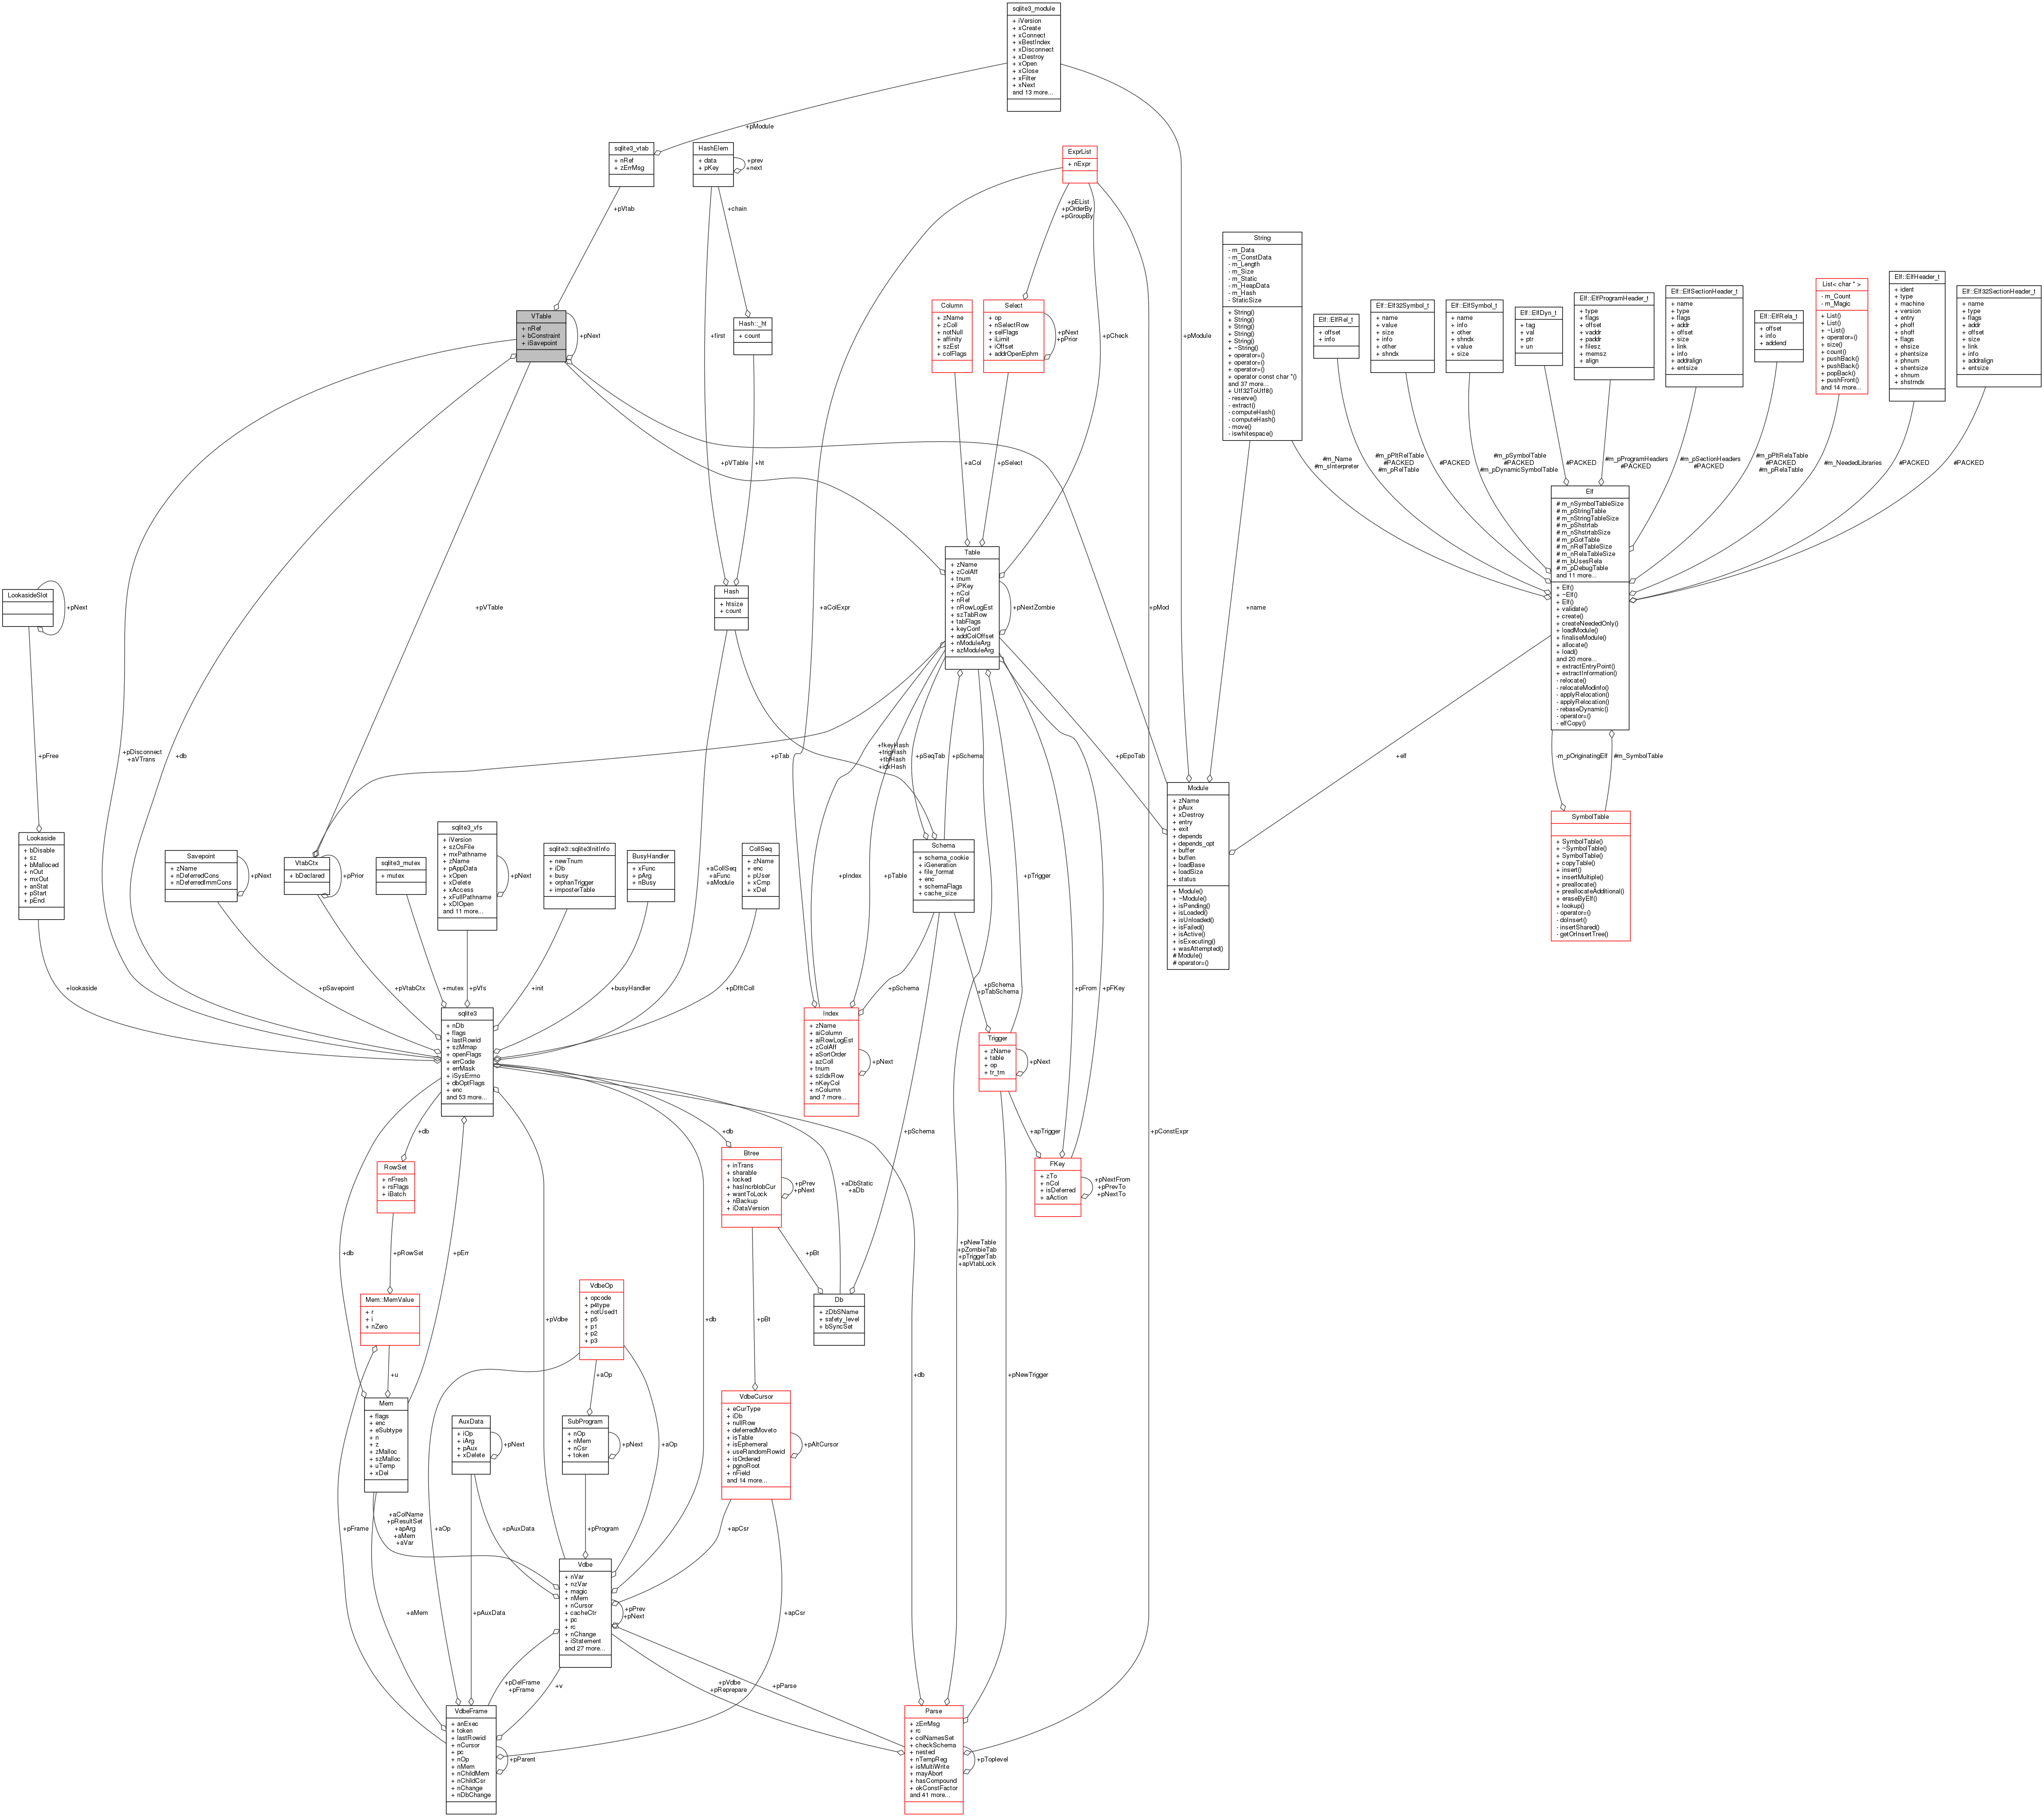 sqlite3_module
+ iVersion
+ xCreate
+ xConnect
+ xBestIndex
+ xDisconnect
+ xDestroy
+ xOpen
+ xClose
+ xFilter
+ xNext
and 13 more...
+pModule
sqlite3_vtab
+ nRef
+ zErrMsg
HashElem
+ data
+ pKey
+prev
+next
ExprList
+ nExpr
+pVtab
+chain
+pEList
+pOrderBy
+pGroupBy
String
- m_Data
- m_ConstData
- m_Length
- m_Size
- m_Static
- m_HeapData
- m_Hash
- StaticSize
+ String()
+ String()
+ String()
+ String()
+ String()
+ ~String()
+ operator=()
+ operator=()
+ operator=()
+ operator const char *()
and 37 more...
+ Utf32ToUtf8()
- reserve()
- extract()
- computeHash()
- computeHash()
- move()
- iswhitespace()
VTable
+ nRef
+ bConstraint
+ iSavepoint
+pNext
+first
Hash::_ht
+ count
Column
+ zName
+ zColl
+ notNull
+ affinity
+ szEst
+ colFlags
Select
+ op
+ nSelectRow
+ selFlags
+ iLimit
+ iOffset
+ addrOpenEphm
+pNext
+pPrior
+pCheck
+pModule
Elf::ElfRel_t
+ offset
+ info
Elf::Elf32Symbol_t
+ name
+ value
+ size
+ info
+ other
+ shndx
Elf::ElfSymbol_t
+ name
+ info
+ other
+ shndx
+ value
+ size
Elf::ElfDyn_t
+ tag
+ val
+ ptr
+ un
Elf::ElfProgramHeader_t
+ type
+ flags
+ offset
+ vaddr
+ paddr
+ filesz
+ memsz
+ align
Elf::ElfSectionHeader_t
+ name
+ type
+ flags
+ addr
+ offset
+ size
+ link
+ info
+ addralign
+ entsize
Elf::ElfRela_t
+ offset
+ info
+ addend
List< char * >
- m_Count
- m_Magic
+ List()
+ List()
+ ~List()
+ operator=()
+ size()
+ count()
+ pushBack()
+ pushBack()
+ popBack()
+ pushFront()
and 14 more...
Elf::ElfHeader_t
+ ident
+ type
+ machine
+ version
+ entry
+ phoff
+ shoff
+ flags
+ ehsize
+ phentsize
+ phnum
+ shentsize
+ shnum
+ shstrndx
Elf::Elf32SectionHeader_t
+ name
+ type
+ flags
+ addr
+ offset
+ size
+ link
+ info
+ addralign
+ entsize
+pVTable
+ht
+aCol
+pSelect
#m_Name
#m_sInterpreter
#m_pPltRelTable
#PACKED
#m_pRelTable
#PACKED
#m_pSymbolTable
#PACKED
#m_pDynamicSymbolTable
#PACKED
#m_pProgramHeaders
#PACKED
#m_pSectionHeaders
#PACKED
#m_pPltRelaTable
#PACKED
#m_pRelaTable
#m_NeededLibraries
#PACKED
#PACKED
Elf
# m_nSymbolTableSize
# m_pStringTable
# m_nStringTableSize
# m_pShstrtab
# m_nShstrtabSize
# m_pGotTable
# m_nRelTableSize
# m_nRelaTableSize
# m_bUsesRela
# m_pDebugTable
and 11 more...
+ Elf()
+ ~Elf()
+ Elf()
+ validate()
+ create()
+ createNeededOnly()
+ loadModule()
+ finaliseModule()
+ allocate()
+ load()
and 20 more...
+ extractEntryPoint()
+ extractInformation()
- relocate()
- relocateModinfo()
- applyRelocation()
- applyRelocation()
- rebaseDynamic()
- operator=()
- elfCopy()
LookasideSlot
+pNext
+pVTable
Hash
+ htsize
+ count
+aColExpr
Table
+ zName
+ zColAff
+ tnum
+ iPKey
+ nCol
+ nRef
+ nRowLogEst
+ szTabRow
+ tabFlags
+ keyConf
+ addColOffset
+ nModuleArg
+ azModuleArg
+pNextZombie
+pMod
+name
+pFree
+pDisconnect
+aVTrans
+db
+pTab
+fkeyHash
+trigHash
+tblHash
+idxHash
+pSeqTab
+pSchema
+pEpoTab
+elf
-m_pOriginatingElf
#m_SymbolTable
Module
+ zName
+ pAux
+ xDestroy
+ entry
+ exit
+ depends
+ depends_opt
+ buffer
+ buflen
+ loadBase
+ loadSize
+ status
+ Module()
+ ~Module()
+ isPending()
+ isLoaded()
+ isUnloaded()
+ isFailed()
+ isActive()
+ isExecuting()
+ wasAttempted()
# Module()
# operator=()
SymbolTable
+ SymbolTable()
+ ~SymbolTable()
+ SymbolTable()
+ copyTable()
+ insert()
+ insertMultiple()
+ preallocate()
+ preallocateAdditional()
+ eraseByElf()
+ lookup()
- operator=()
- doInsert()
- insertShared()
- getOrInsertTree()
Lookaside
+ bDisable
+ sz
+ bMalloced
+ nOut
+ mxOut
+ anStat
+ pStart
+ pEnd
Savepoint
+ zName
+ nDeferredCons
+ nDeferredImmCons
+pNext
VtabCtx
+ bDeclared
+pPrior
sqlite3_mutex
+ mutex
sqlite3_vfs
+ iVersion
+ szOsFile
+ mxPathname
+ zName
+ pAppData
+ xOpen
+ xDelete
+ xAccess
+ xFullPathname
+ xDlOpen
and 11 more...
+pNext
sqlite3::sqlite3InitInfo
+ newTnum
+ iDb
+ busy
+ orphanTrigger
+ imposterTable
BusyHandler
+ xFunc
+ pArg
+ nBusy
+aCollSeq
+aFunc
+aModule
CollSeq
+ zName
+ enc
+ pUser
+ xCmp
+ xDel
+pIndex
+pTable
Schema
+ schema_cookie
+ iGeneration
+ file_format
+ enc
+ schemaFlags
+ cache_size
+pTrigger
+lookaside
+pSavepoint
+pVtabCtx
+mutex
+pVfs
+init
+busyHandler
+pDfltColl
+pSchema
+pSchema
+pTabSchema
+pFrom
+pFKey
sqlite3
+ nDb
+ flags
+ lastRowid
+ szMmap
+ openFlags
+ errCode
+ errMask
+ iSysErrno
+ dbOptFlags
+ enc
and 53 more...
Index
+ zName
+ aiColumn
+ aiRowLogEst
+ zColAff
+ aSortOrder
+ azColl
+ tnum
+ szIdxRow
+ nKeyCol
+ nColumn
and 7 more...
+pNext
Trigger
+ zName
+ table
+ op
+ tr_tm
+pNext
+db
+db
+pSchema
+apTrigger
+pConstExpr
RowSet
+ nFresh
+ rsFlags
+ iBatch
Btree
+ inTrans
+ sharable
+ locked
+ hasIncrblobCur
+ wantToLock
+ nBackup
+ iDataVersion
+pPrev
+pNext
+aDbStatic
+aDb
FKey
+ zTo
+ nCol
+ isDeferred
+ aAction
+pNextFrom
+pPrevTo
+pNextTo
+db
+pRowSet
+pErr
+pBt
+pNewTable
+pZombieTab
+pTriggerTab
+apVtabLock
Mem::MemValue
+ r
+ i
+ nZero
VdbeOp
+ opcode
+ p4type
+ notUsed1
+ p5
+ p1
+ p2
+ p3
+pVdbe
+db
+pBt
Db
+ zDbSName
+ safety_level
+ bSyncSet
+u
+aOp
+db
+pNewTrigger
Mem
+ flags
+ enc
+ eSubtype
+ n
+ z
+ zMalloc
+ szMalloc
+ uTemp
+ xDel
AuxData
+ iOp
+ iArg
+ pAux
+ xDelete
+pNext
SubProgram
+ nOp
+ nMem
+ nCsr
+ token
+pNext
+aOp
VdbeCursor
+ eCurType
+ iDb
+ nullRow
+ deferredMoveto
+ isTable
+ isEphemeral
+ useRandomRowid
+ isOrdered
+ pgnoRoot
+ nField
and 14 more...
+pAltCursor
+pFrame
+aColName
+pResultSet
+apArg
+aMem
+aVar
+aOp
+pAuxData
+pProgram
+apCsr
Vdbe
+ nVar
+ nzVar
+ magic
+ nMem
+ nCursor
+ cacheCtr
+ pc
+ rc
+ nChange
+ iStatement
and 27 more...
+pPrev
+pNext
+aMem
+pAuxData
+apCsr
+pDelFrame
+pFrame
+v
+pVdbe
+pReprepare
+pParse
VdbeFrame
+ anExec
+ token
+ lastRowid
+ nCursor
+ pc
+ nOp
+ nMem
+ nChildMem
+ nChildCsr
+ nChange
+ nDbChange
+pParent
Parse
+ zErrMsg
+ rc
+ colNamesSet
+ checkSchema
+ nested
+ nTempReg
+ isMultiWrite
+ mayAbort
+ hasCompound
+ okConstFactor
and 41 more...
+pToplevel